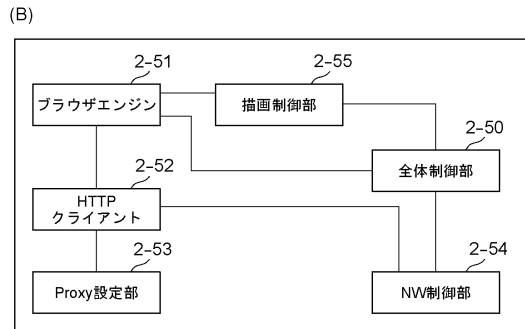 (B)
2-51
2-55
ブラウザエンジン
描画制御部
2-50
2-52
全体制御部
HTTP
クライアント
2-53
2-54
Proxy設定部
NW制御部